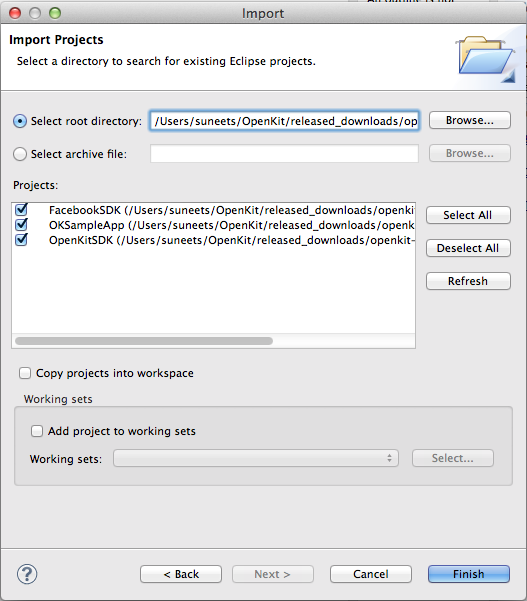 Import
Import Projects
Select a directory to search for existing Eclipse projects.
Select root directory: /Users/suneets/OpenKit/released_downloads/op Browse...
Select archive file: Browse...
Projects:
FacebookSDK (/Users/suneets/OpenKit/released_downloads/openkit
OKSampleApp (/Users/suneets/OpenKit/released_downloads/openk
OpenKitSDK (/Users/suneets/OpenKit/released_downloads/openkit-
Select All
Deselect All
Refresh
Copy projects into workspace
Working sets
Add project to working sets
Working sets: Select...
? < Back Next > Cancel Finish